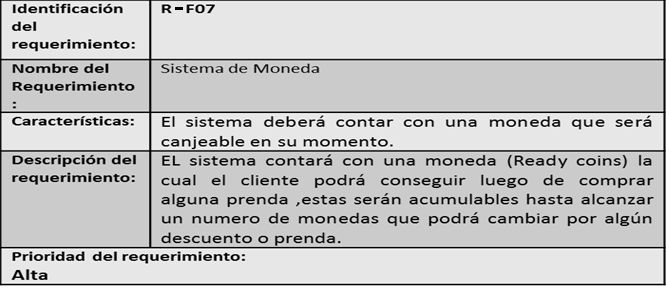 Identificación R-F07
del
requerimiento:
Nombre del Sistema de Moneda
Requerimiento
:
Características: El sistema deberá contar con una moneda que será
canjeable en su momento.
Descripción del EL sistema contará con una moneda (Ready coins) la
requerimiento: cual el cliente podrá conseguir luego de comprar
alguna prenda ,estas serán acumulables hasta alcanzar
un numero de monedas que podrá cambiar por algún
descuento o prenda.
Prioridad del requerimiento:
Alta